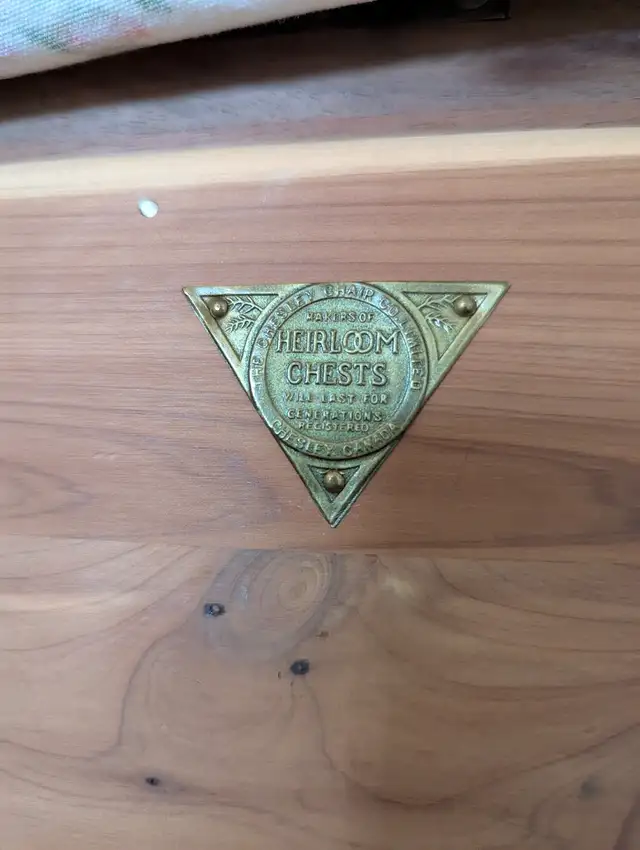 THE CHESLEY CHAIR CO. LIMITED
MAKERS OF
HEIRLOOM
CHESTS
WILL LAST FOR
GENERATIONS
REGISTERED
CHESLEY CANADA